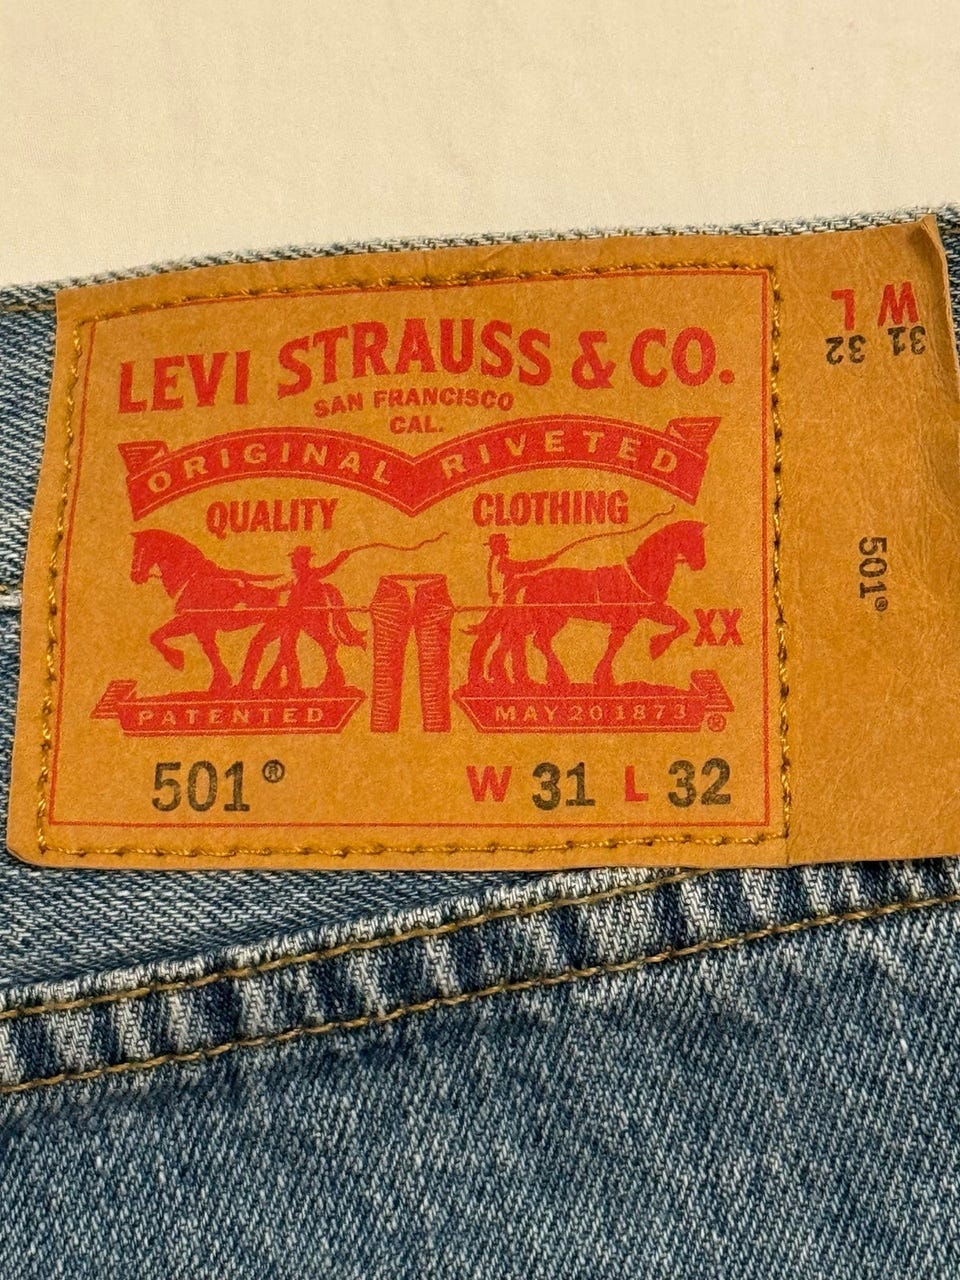 LEVI STRAUSS & CO.
SAN FRANCISCO
CAL.
ORIGINAL RIVETED
QUALITY CLOTHING
XX
PATENTED MAY 20 1873 ®
501® W 31 L 32
W L
31 32
501®